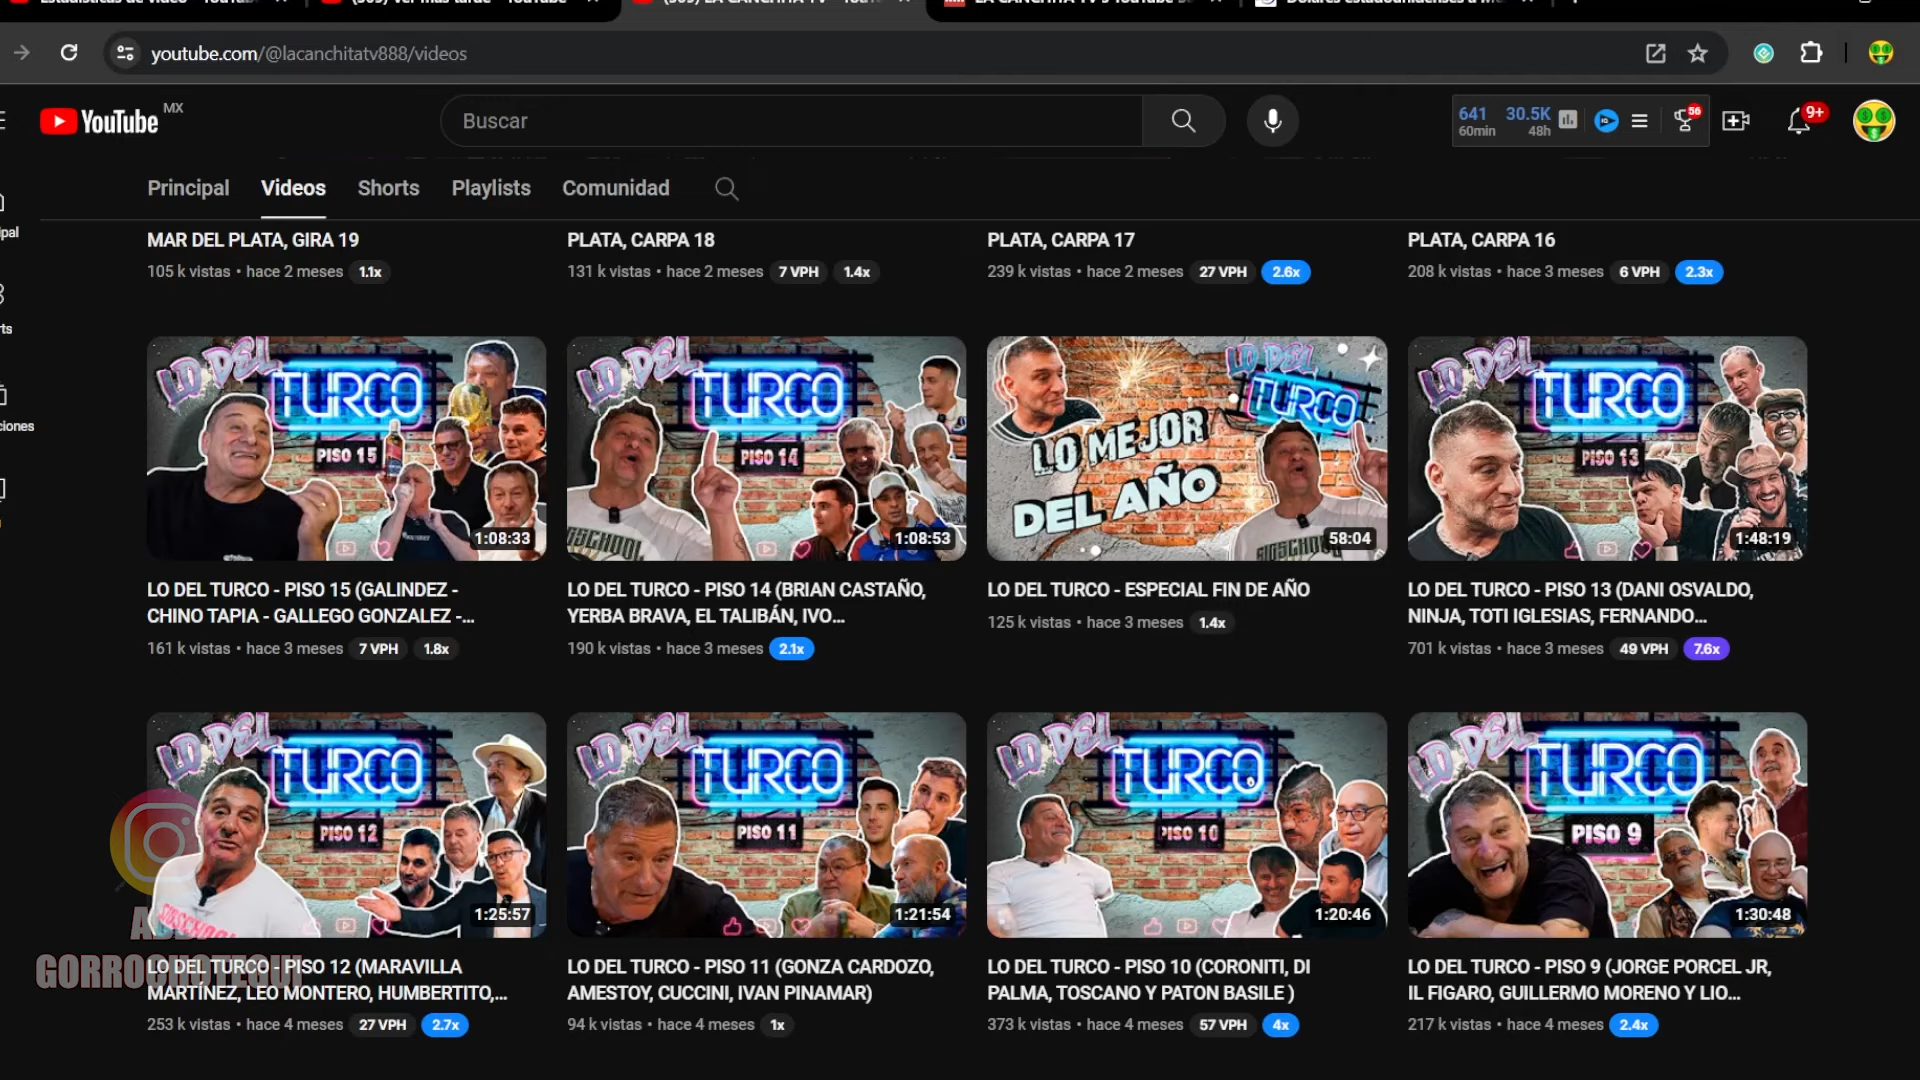 youtube.com/@lacanchitatv888/videos
YouTube MX
Buscar
641 30.5K
60min 48h
56
9+
Principal
Videos
Shorts
Playlists
Comunidad
MAR DEL PLATA, GIRA 19
105 k vistas • hace 2 meses 1.1x
PLATA, CARPA 18
131 k vistas • hace 2 meses 7 VPH 1.4x
PLATA, CARPA 17
239 k vistas • hace 2 meses 27 VPH 2.6x
PLATA, CARPA 16
208 k vistas • hace 3 meses 6 VPH 2.3x
LO DEL
TURCO
PISO 15
1:08:33
LO DEL
TURCO
PISO 14
1:08:53
LO DEL
TURCO
LO MEJOR
DEL AÑO
58:04
LO DEL
TURCO
PISO 13
1:48:19
LO DEL TURCO - PISO 15 (GALINDEZ -
CHINO TAPIA - GALLEGO GONZALEZ -...
161 k vistas • hace 3 meses 7 VPH 1.8x
LO DEL TURCO - PISO 14 (BRIAN CASTAÑO,
YERBA BRAVA, EL TALIBÁN, IVO...
190 k vistas • hace 3 meses 2.1x
LO DEL TURCO - ESPECIAL FIN DE AÑO
125 k vistas • hace 3 meses 1.4x
LO DEL TURCO - PISO 13 (DANI OSVALDO,
NINJA, TOTI IGLESIAS, FERNANDO...
701 k vistas • hace 3 meses 49 VPH 7.6x
LO DEL
TURCO
PISO 12
1:25:57
LO DEL
TURCO
PISO 11
1:21:54
LO DEL
TURCO
PISO 10
1:20:46
LO DEL
TURCO
PISO 9
1:30:48
GORROCHOTEGUI
LO DEL TURCO - PISO 12 (MARAVILLA
MARTÍNEZ, LEO MONTERO, HUMBERTITO,...
253 k vistas • hace 4 meses 27 VPH 2.7x
LO DEL TURCO - PISO 11 (GONZA CARDOZO,
AMESTOY, CUCCINI, IVAN PINAMAR)
94 k vistas • hace 4 meses 1x
LO DEL TURCO - PISO 10 (CORONITI, DI
PALMA, TOSCANO Y PATON BASILE )
373 k vistas • hace 4 meses 57 VPH 4x
LO DEL TURCO - PISO 9 (JORGE PORCEL JR,
IL FIGARO, GUILLERMO MORENO Y LIO...
217 k vistas • hace 4 meses 2.4x